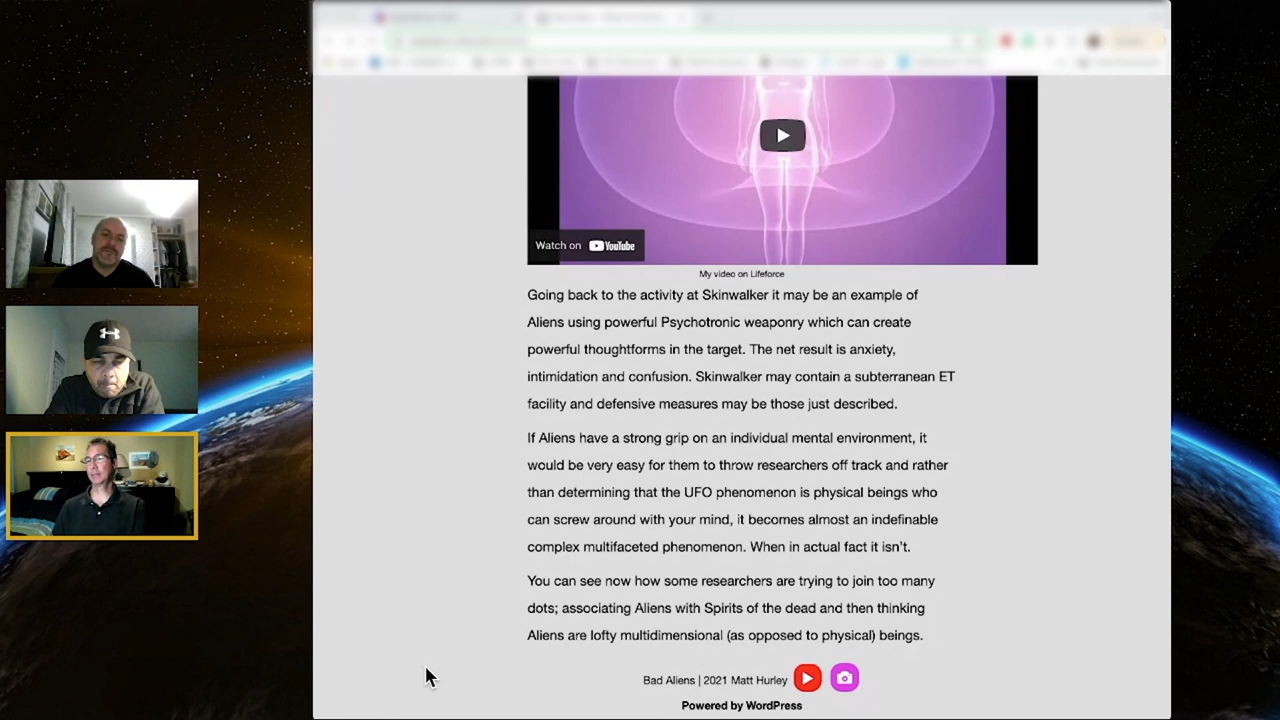 Watch on YouTube
My video on Lifeforce
Going back to the activity at Skinwalker it may be an example of
Aliens using powerful Psychotronic weaponry which can create
powerful thoughtforms in the target. The net result is anxiety,
intimidation and confusion. Skinwalker may contain a subterranean ET
facility and defensive measures may be those just described.
If Aliens have a strong grip on an individual mental environment, it
would be very easy for them to throw researchers off track and rather
than determining that the UFO phenomenon is physical beings who
can screw around with your mind, it becomes almost an indefinable
complex multifaceted phenomenon. When in actual fact it isn't.
You can see now how some researchers are trying to join too many
dots; associating Aliens with Spirits of the dead and then thinking
Aliens are lofty multidimensional (as opposed to physical) beings.
Bad Aliens | 2021 Matt Hurley
Powered by WordPress